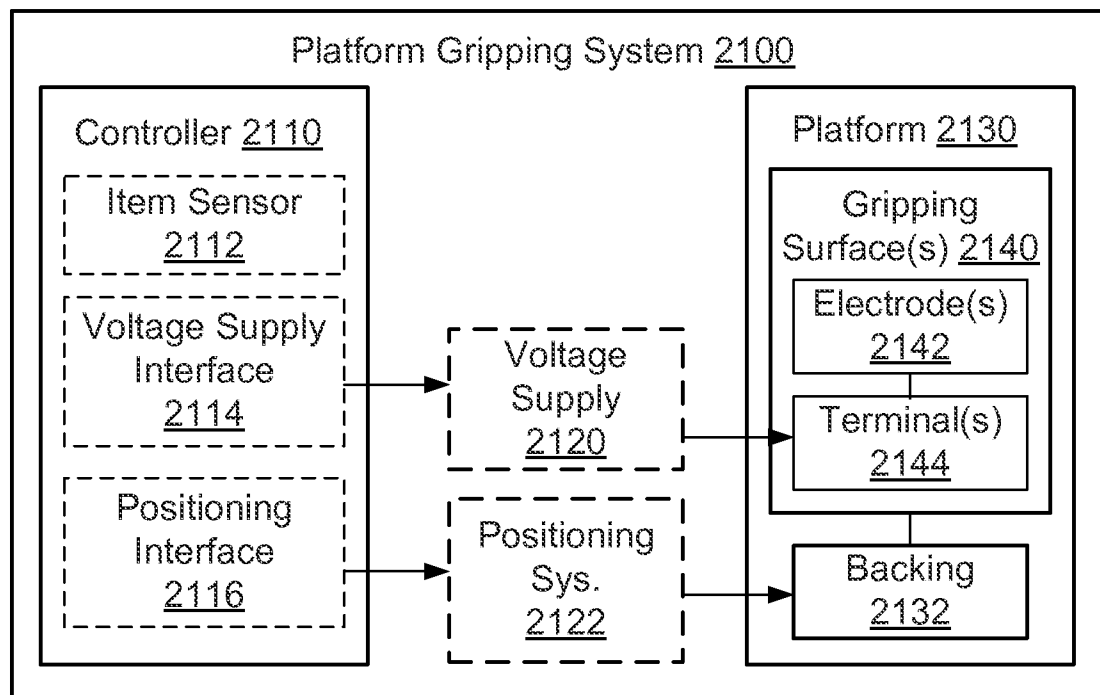 Platform Gripping System 2100
Controller 2110
Item Sensor
2112
Voltage Supply
Interface
2114
Positioning
Interface
2116
Voltage
Supply
2120
Positioning
Sys.
2122
Platform 2130
Gripping
Surface(s) 2140
Electrode(s)
2142
Terminal(s)
2144
Backing
2132